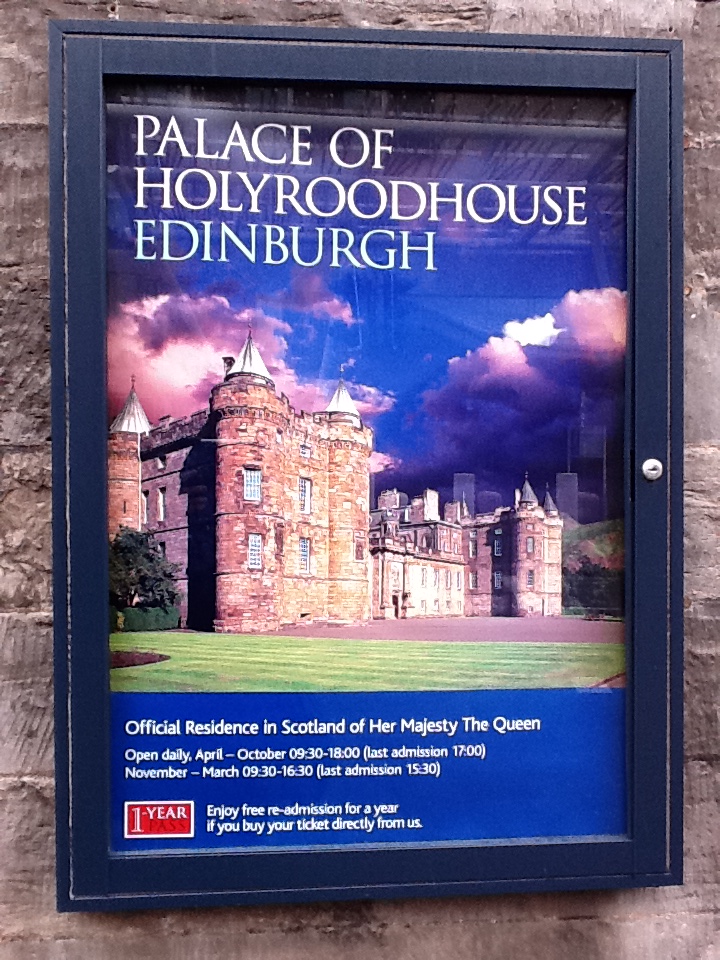 PALACE OF
HOLYROODHOUSE
EDINBURGH
Official Residence in Scotland of Her Majesty The Queen
Open daily, April – October 09:30-18:00 (last admission 17:00)
November – March 09:30-16:30 (last admission 15:30)
1-YEAR
PASS
Enjoy free re-admission for a year
if you buy your ticket directly from us.